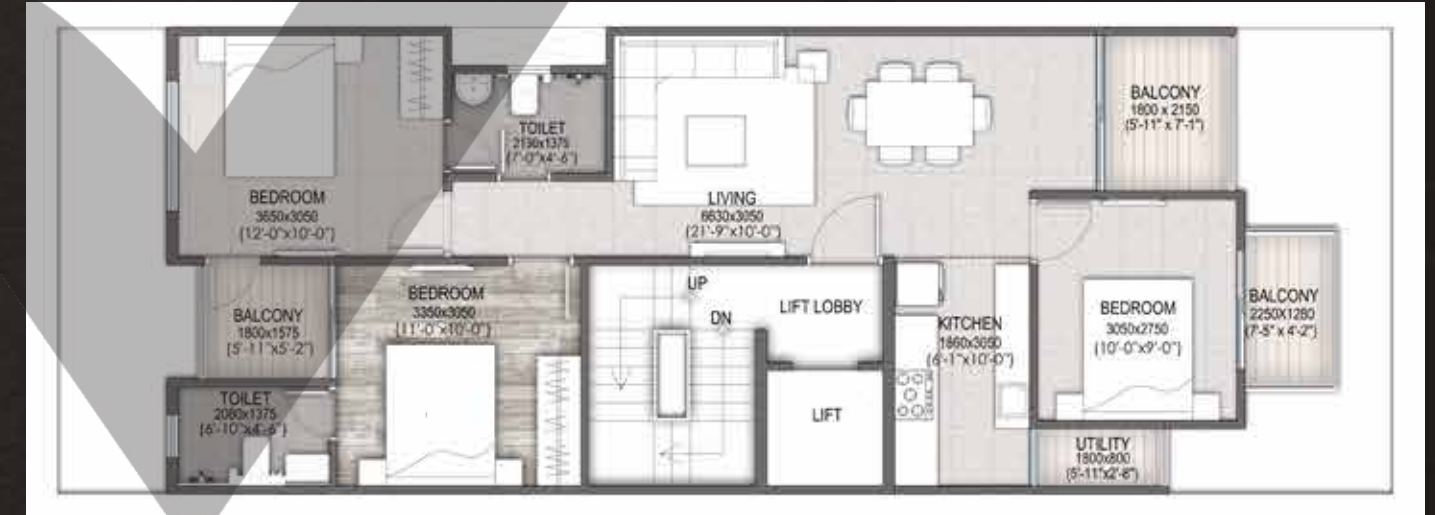 BALCONY
1800 x 2150
(5'-11" x 7'-1")
TOILET
2130x1375
(7'-0"x4'-6")
BEDROOM
3650x3050
(12'-0"x10'-0")
LIVING
6630x3050
(21'-9"x10'-0")
BEDROOM
3350x3050
(11'-0"x10'-0")
UP
DN
LIFT LOBBY
BALCONY
1800x1575
(5'-11"x5'-2")
KITCHEN
1860x3050
(6'-1"x10'-0")
BEDROOM
3050x2750
(10'-0"x9'-0")
BALCONY
2250X1280
(7'-5" x 4'-2")
TOILET
2080x1375
(6'-10"x4'-6")
LIFT
UTILITY
1800x800
(5'-11"x2'-8")